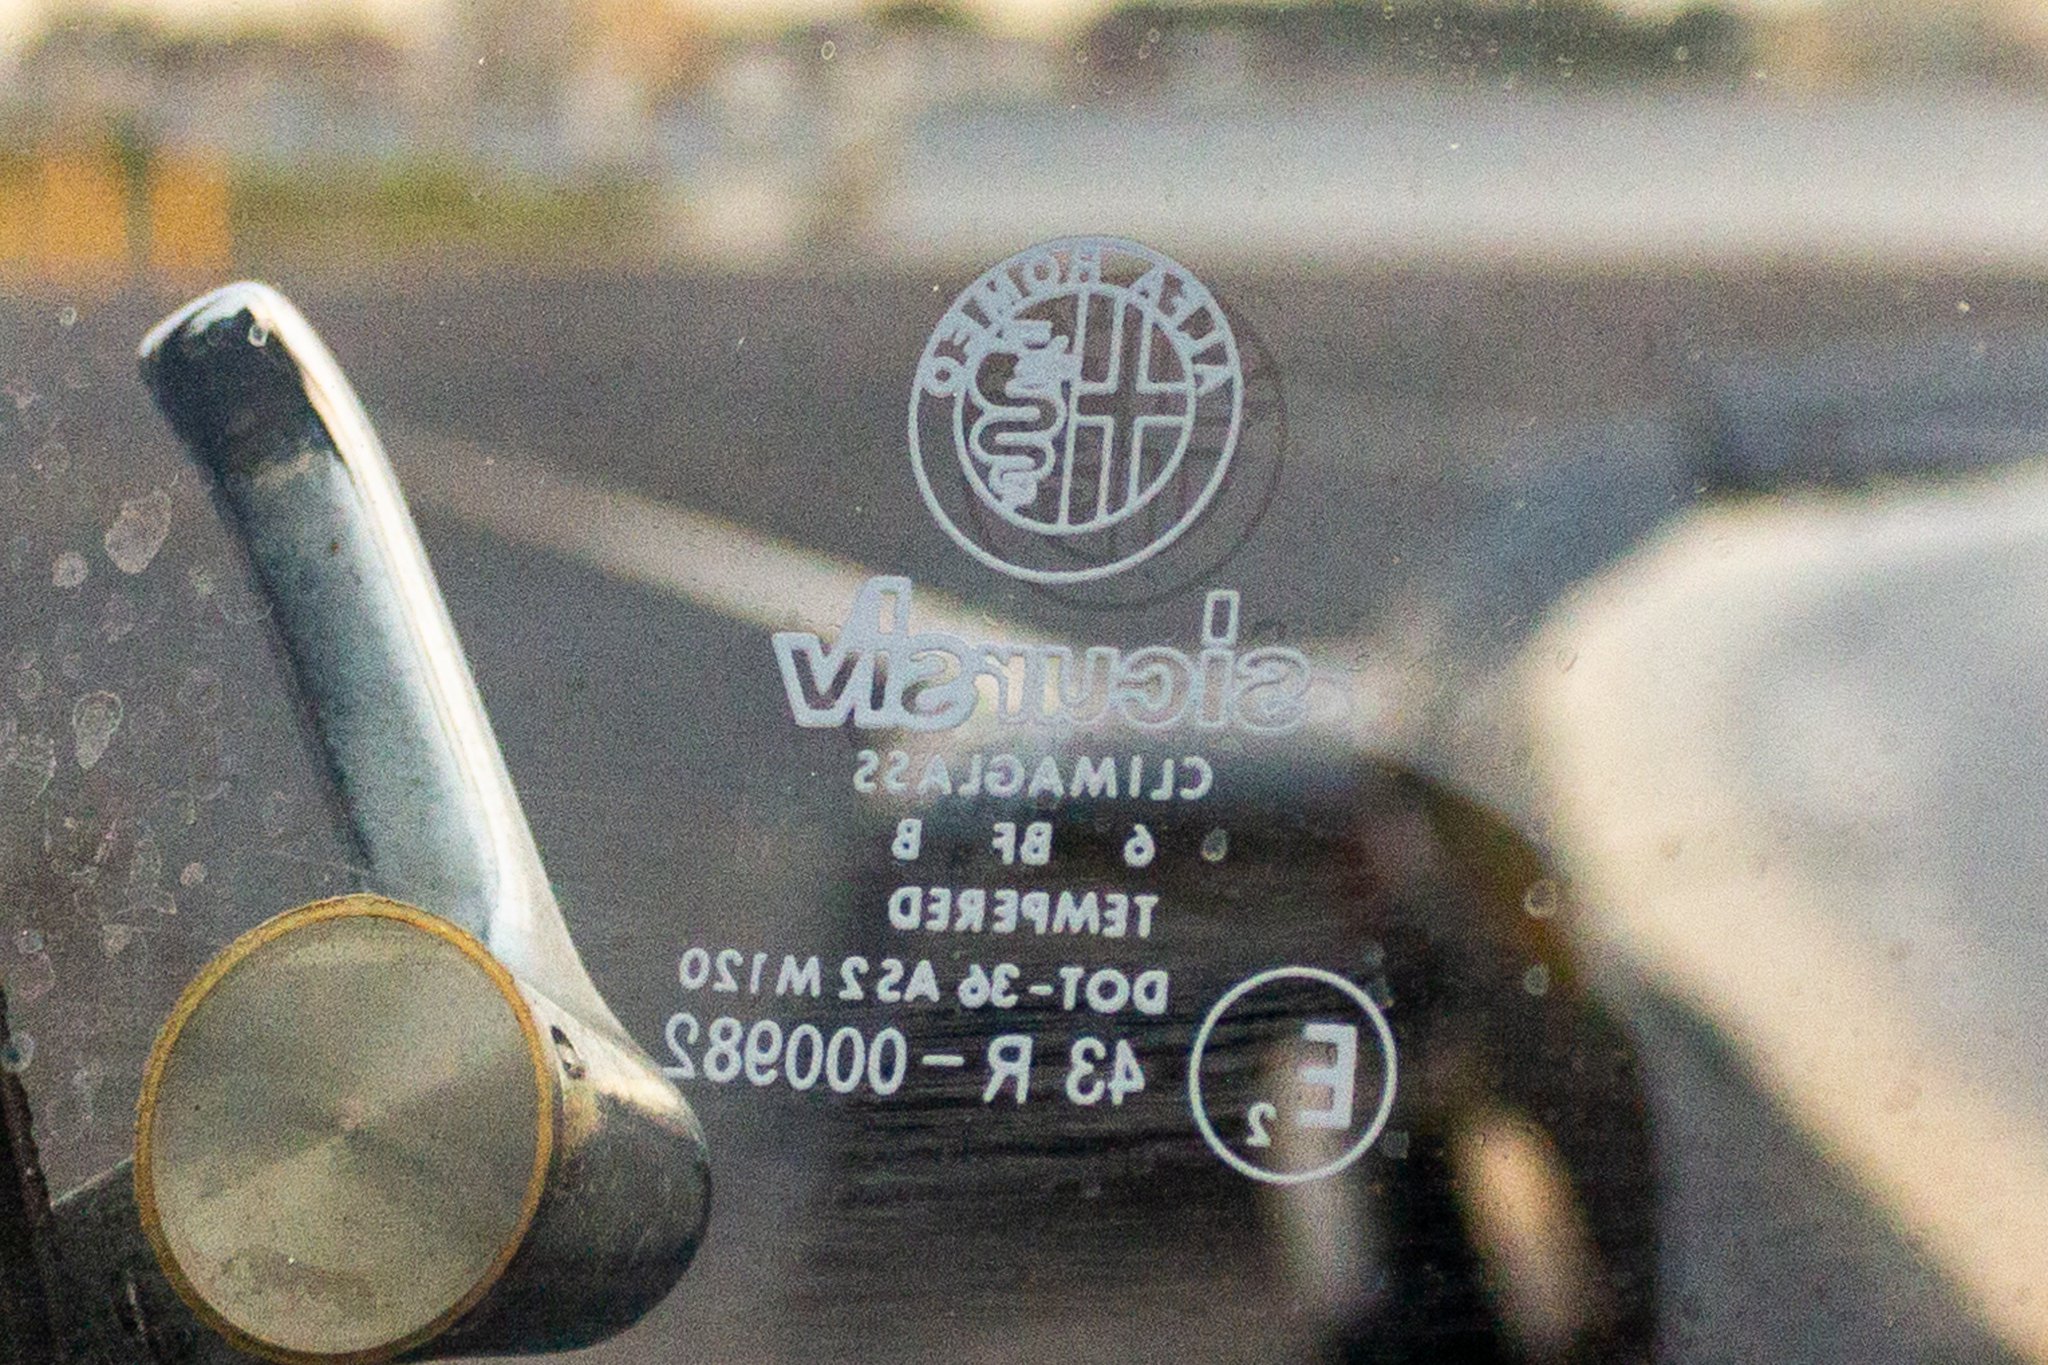 ALFA ROMEO
sicursiv
CLIMAGLASS
6 BF B
TEMPERED
DOT-36 AS2 M120
43 R - 000982
E2